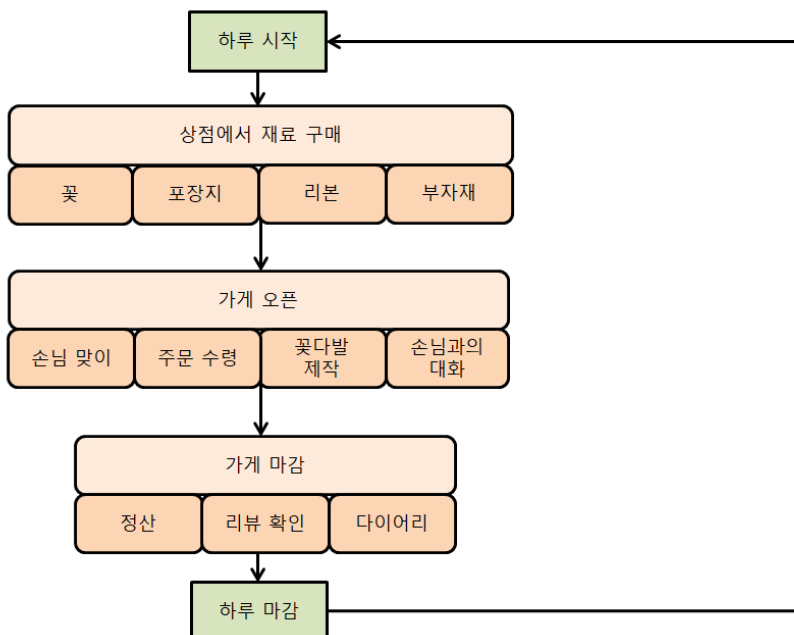 하루 시작
상점에서 재료 구매
꽃
포장지
리본
부자재
가게 오픈
손님 맞이
주문 수령
꽃다발
제작
손님과의
대화
가게 마감
정산
리뷰 확인
다이어리
하루 마감